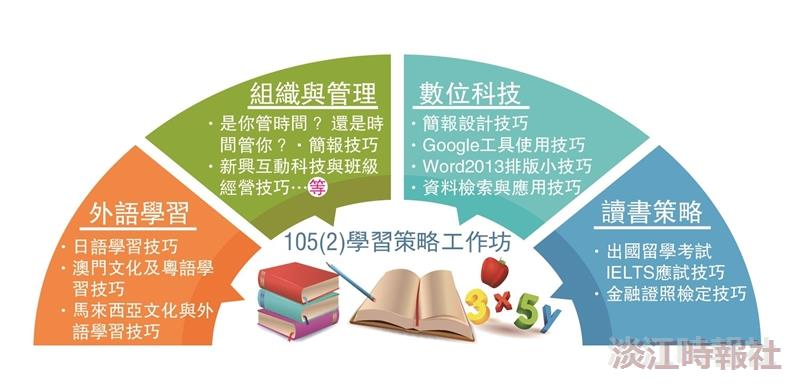 外語學習
・日語學習技巧
・澳門文化及粵語學
習技巧
・馬來西亞文化與外
語學習技巧
組織與管理
・是你管時間？還是時
間管你？・簡報技巧
・新興互動科技與班級
經營技巧…等
數位科技
・簡報設計技巧
・Google工具使用技巧
・Word2013排版小技巧
・資料檢索與應用技巧
讀書策略
・出國留學考試
IELTS應試技巧
・金融證照檢定技巧
105(2)學習策略工作坊
3×5y
淡江時報社